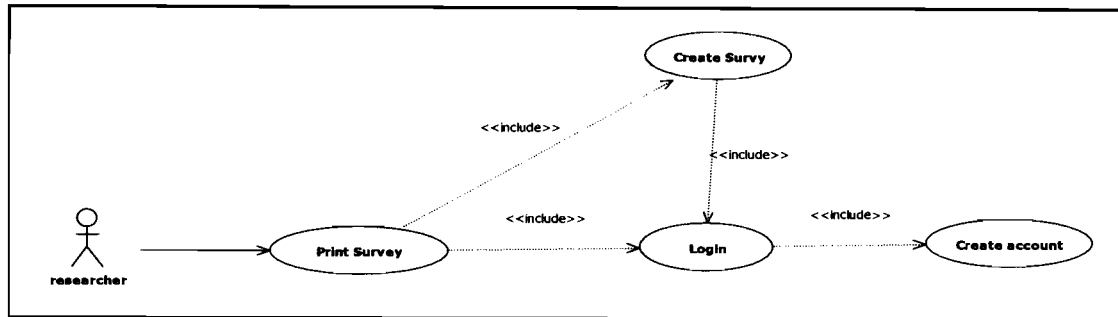 Create Survy
<<include>>
<<include>>
<<include>>
<<include>>
Print Survey
Login
Create account
researcher